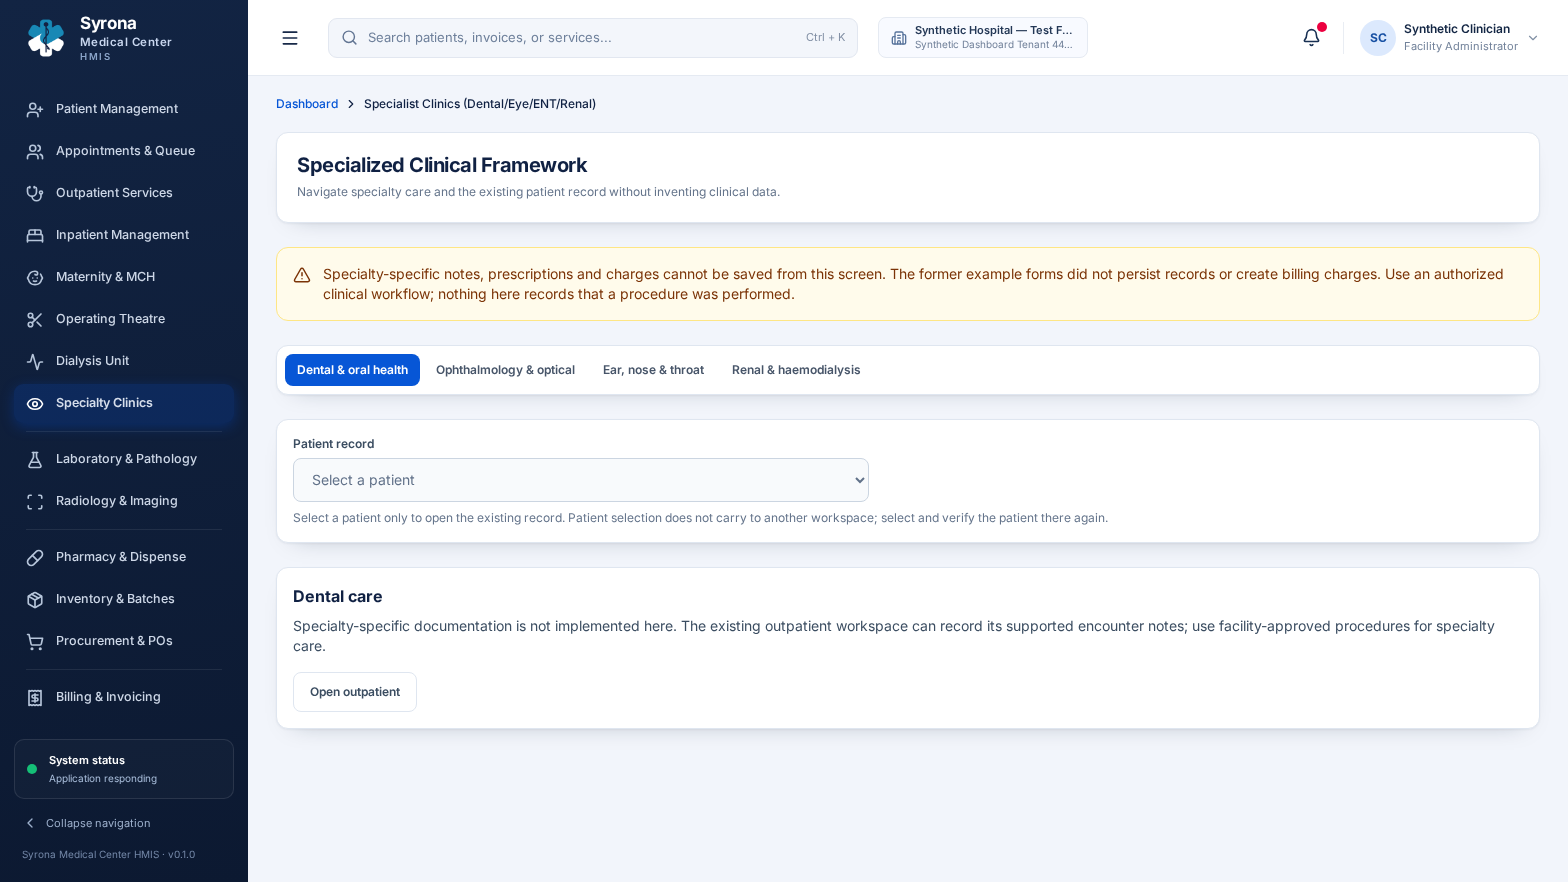 Syrona
Medical Center
HMIS
Search patients, invoices, or services...
Ctrl + K
Synthetic Hospital — Test F...
Synthetic Dashboard Tenant 44...
SC
Synthetic Clinician
Facility Administrator
Patient Management
Appointments & Queue
Outpatient Services
Inpatient Management
Maternity & MCH
Operating Theatre
Dialysis Unit
Specialty Clinics
Laboratory & Pathology
Radiology & Imaging
Pharmacy & Dispense
Inventory & Batches
Procurement & POs
Billing & Invoicing
System status
Application responding
Collapse navigation
Syrona Medical Center HMIS · v0.1.0
Dashboard > Specialist Clinics (Dental/Eye/ENT/Renal)
Specialized Clinical Framework
Navigate specialty care and the existing patient record without inventing clinical data.
Specialty-specific notes, prescriptions and charges cannot be saved from this screen. The former example forms did not persist records or create billing charges. Use an authorized
clinical workflow; nothing here records that a procedure was performed.
Dental & oral health
Ophthalmology & optical
Ear, nose & throat
Renal & haemodialysis
Patient record
Select a patient
Select a patient only to open the existing record. Patient selection does not carry to another workspace; select and verify the patient there again.
Dental care
Specialty-specific documentation is not implemented here. The existing outpatient workspace can record its supported encounter notes; use facility-approved procedures for specialty
care.
Open outpatient